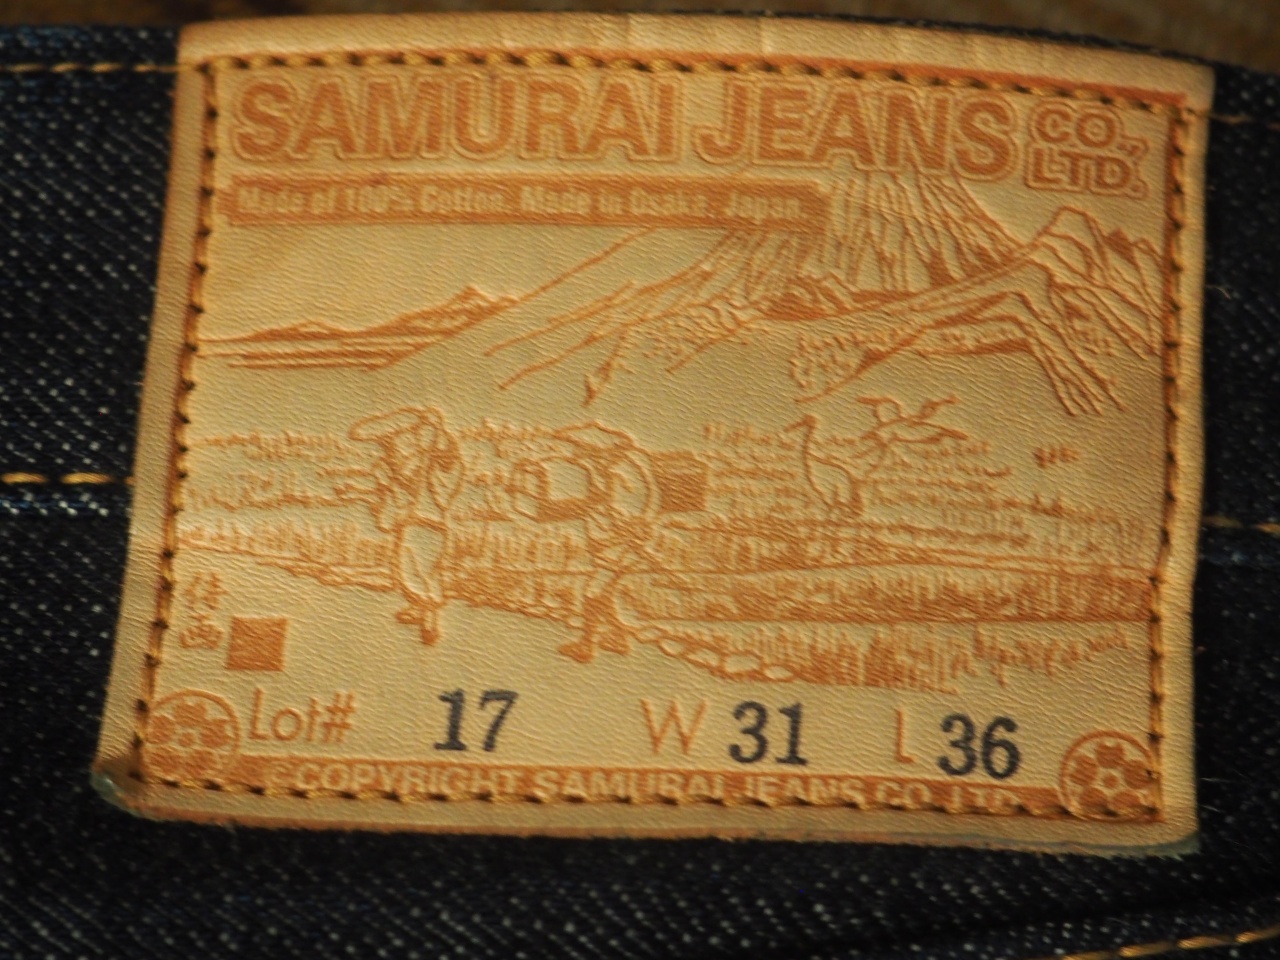 SAMURAI JEANS CO., LTD.
Made of 100% Cotton. Made in Osaka, Japan.
Lot# 17 W 31 L 36
©COPYRIGHT SAMURAI JEANS CO. LTD.